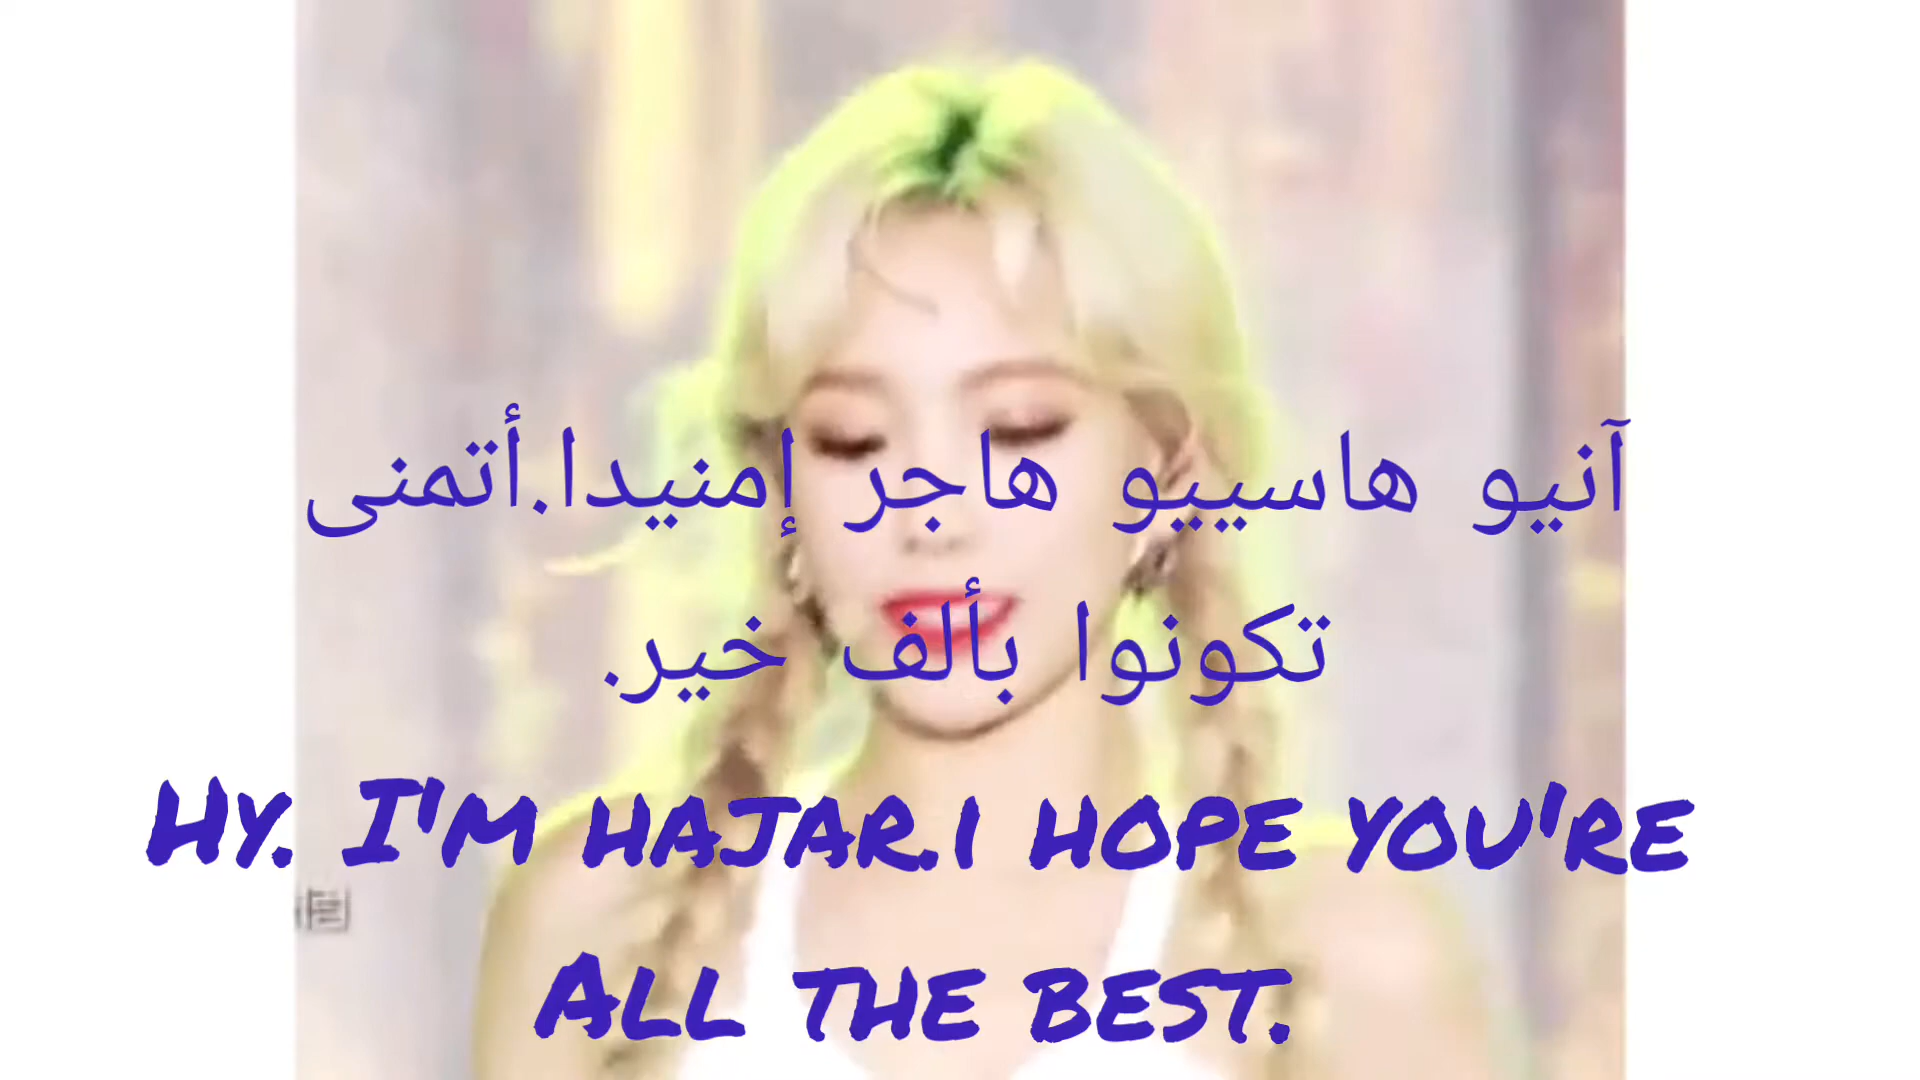 آنيو هاسييو هاجر إمنيدا.أتمنى
تكونوا بألف خير.
Hy. I'm hajar.i hope you're
All the best.